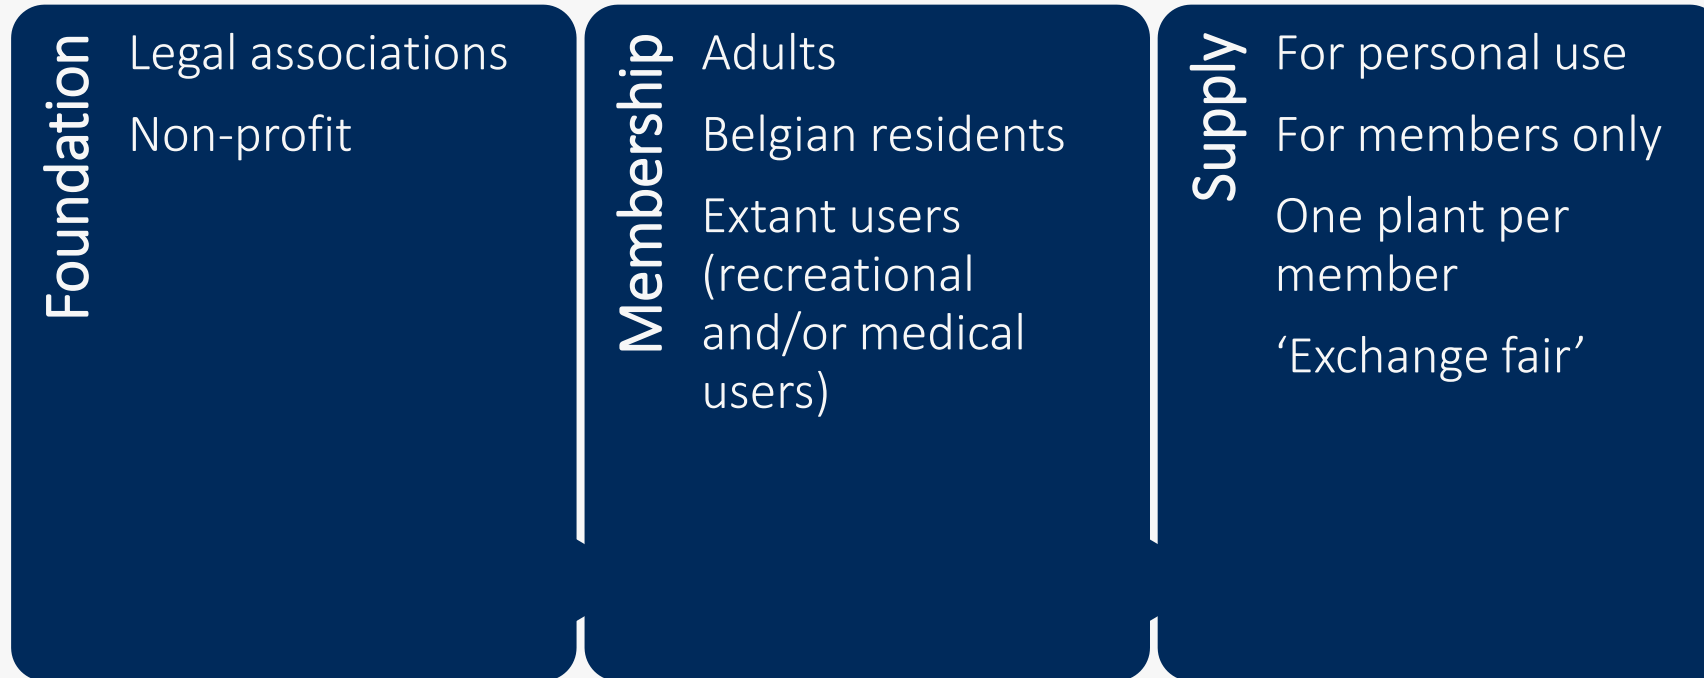 Foundation
Legal associations
Non-profit
Membership
Adults
Belgian residents
Extant users
(recreational
and/or medical
users)
Supply
For personal use
For members only
One plant per
member
‘Exchange fair’